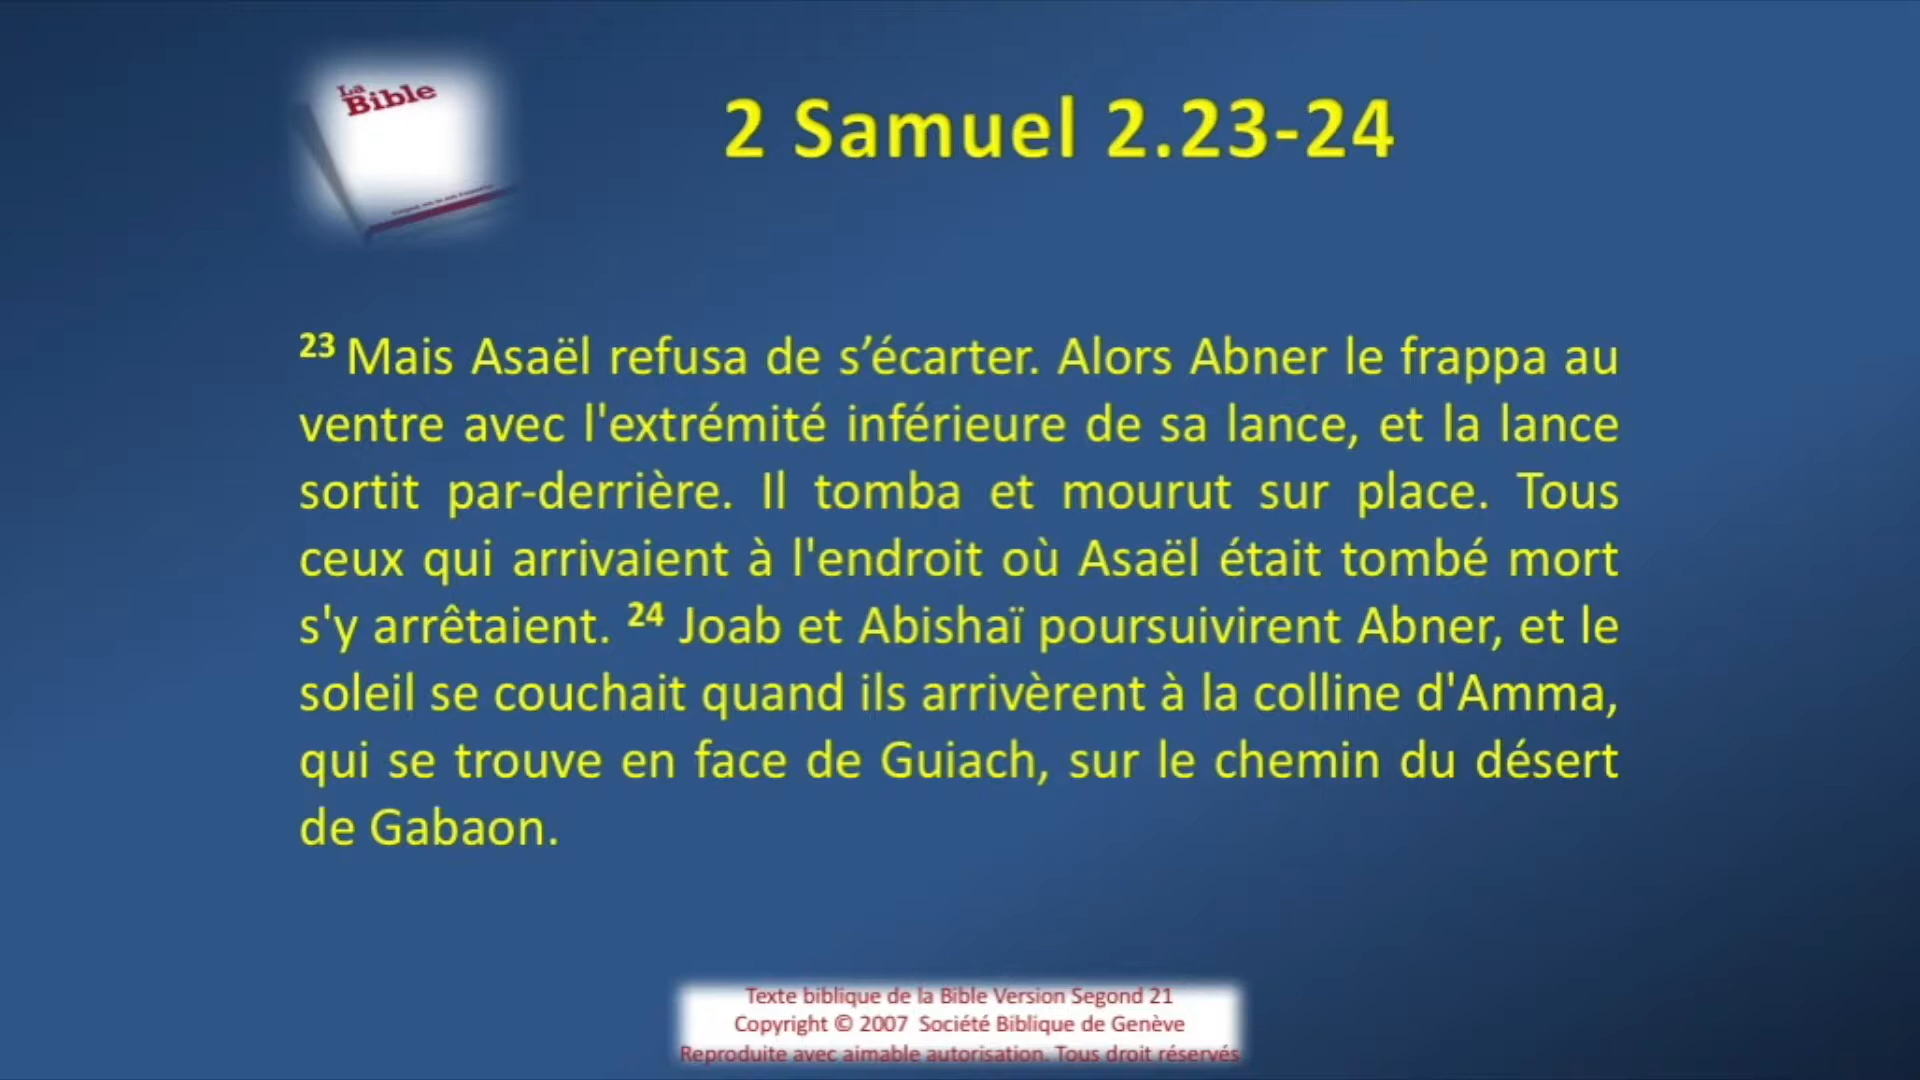 La
Bible
2 Samuel 2.23-24
23 Mais Asaël refusa de s’écarter. Alors Abner le frappa au
ventre avec l'extrémité inférieure de sa lance, et la lance
sortit par-derrière. Il tomba et mourut sur place. Tous
ceux qui arrivaient à l'endroit où Asaël était tombé mort
s'y arrêtaient. 24 Joab et Abishaï poursuivirent Abner, et le
soleil se couchait quand ils arrivèrent à la colline d'Amma,
qui se trouve en face de Guiach, sur le chemin du désert
de Gabaon.
Texte biblique de la Bible Version Segond 21
Copyright © 2007 Société Biblique de Genève
Reproduite avec aimable autorisation. Tous droit réservés